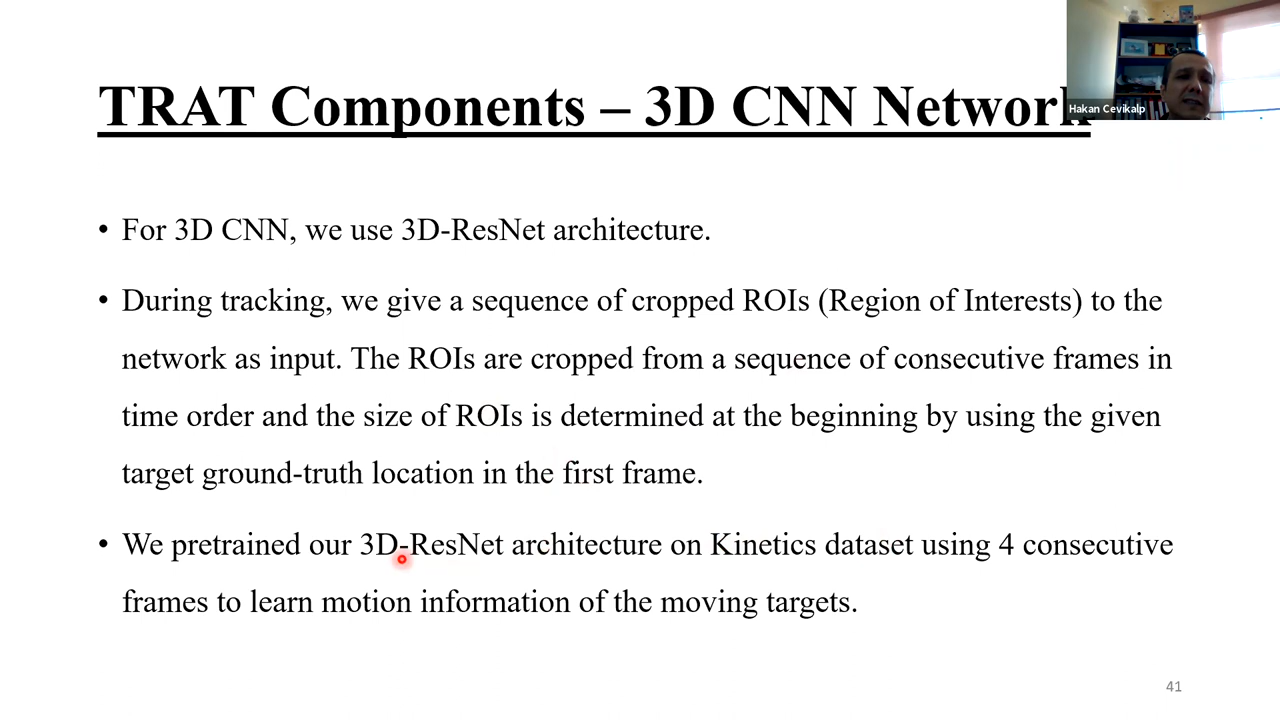 TRAT Components – 3D CNN Network
Hakan Cevikalp
• For 3D CNN, we use 3D-ResNet architecture.
• During tracking, we give a sequence of cropped ROIs (Region of Interests) to the
network as input. The ROIs are cropped from a sequence of consecutive frames in
time order and the size of ROIs is determined at the beginning by using the given
target ground-truth location in the first frame.
• We pretrained our 3D-ResNet architecture on Kinetics dataset using 4 consecutive
frames to learn motion information of the moving targets.
41